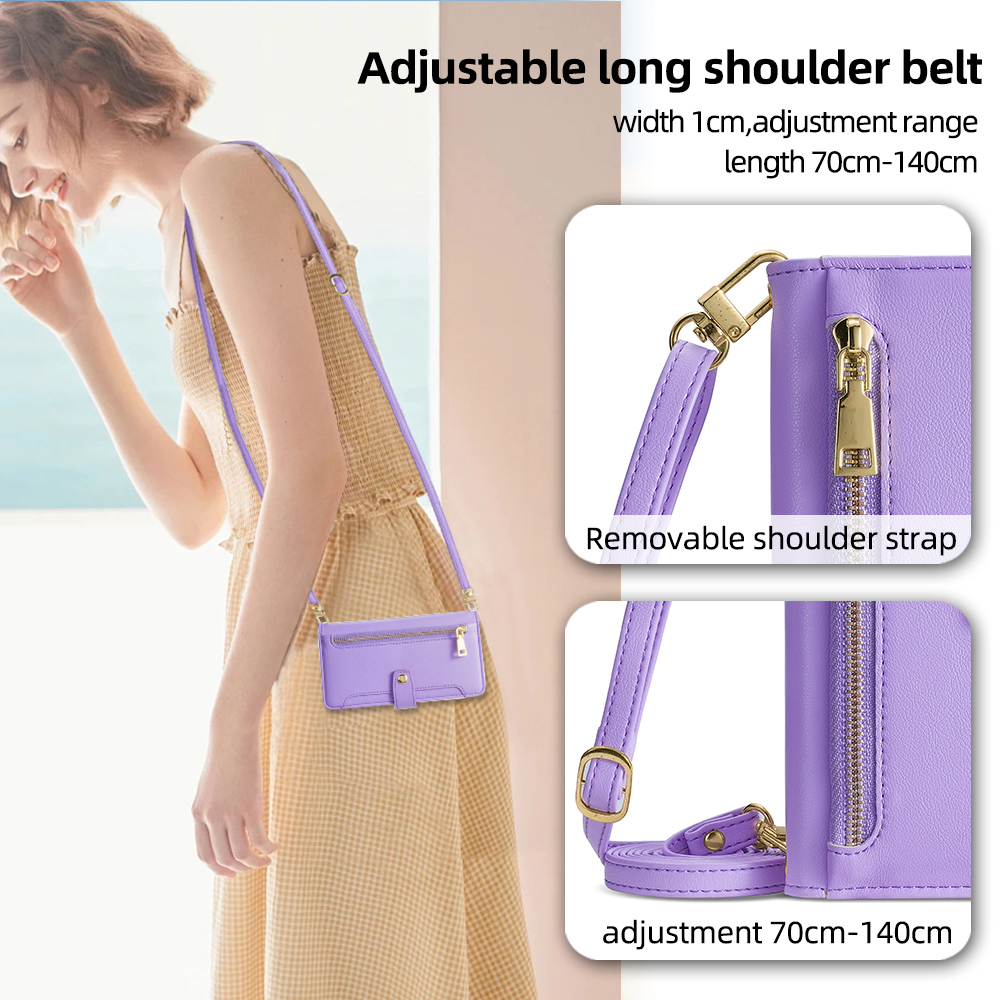 Adjustable long shoulder belt
width 1cm,adjustment range
length 70cm-140cm
Removable shoulder strap
adjustment 70cm-140cm